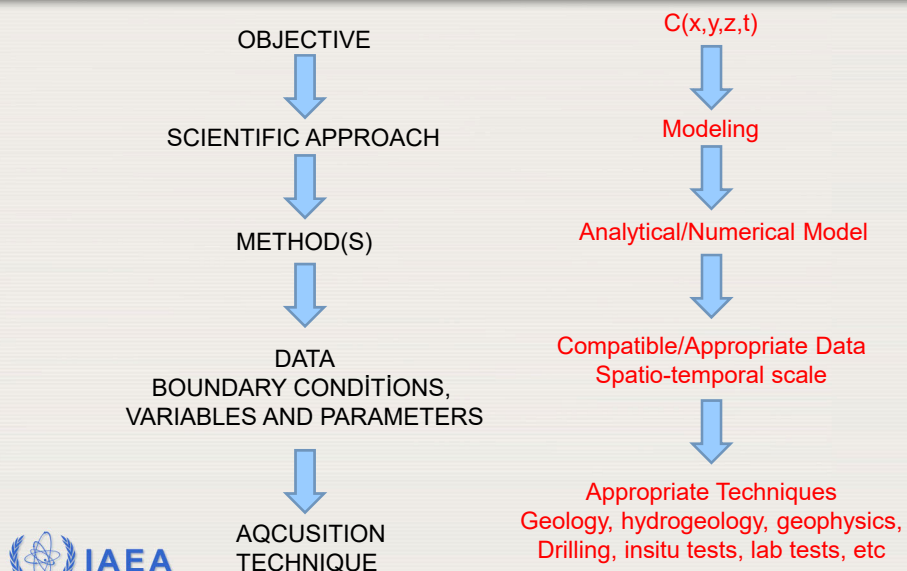 OBJECTIVE
SCIENTIFIC APPROACH
METHOD(S)
DATA
BOUNDARY CONDİTİONS,
VARIABLES AND PARAMETERS
AQCUSITION
TECHNIQUE
C(x,y,z,t)
Modeling
Analytical/Numerical Model
Compatible/Appropriate Data
Spatio-temporal scale
Appropriate Techniques
Geology, hydrogeology, geophysics,
Drilling, insitu tests, lab tests, etc
IAEA